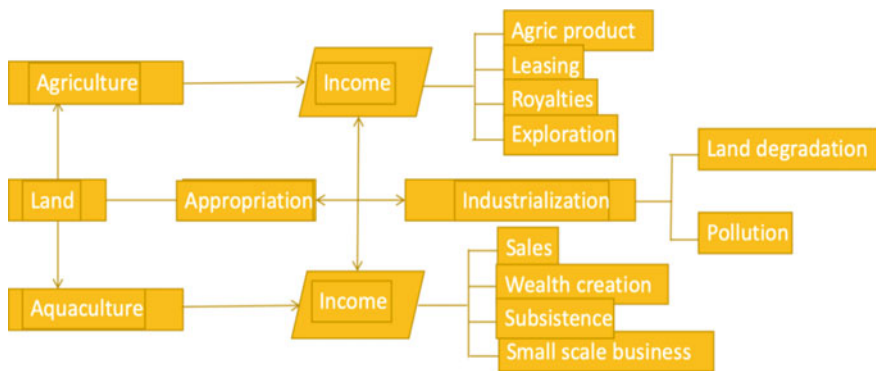 Agric product
Agriculture
Income
Leasing
Royalties
Exploration
Land degradation
Land
Appropriation
Industrialization
Pollution
Sales
Aquaculture
Income
Wealth creation
Subsistence
Small scale business